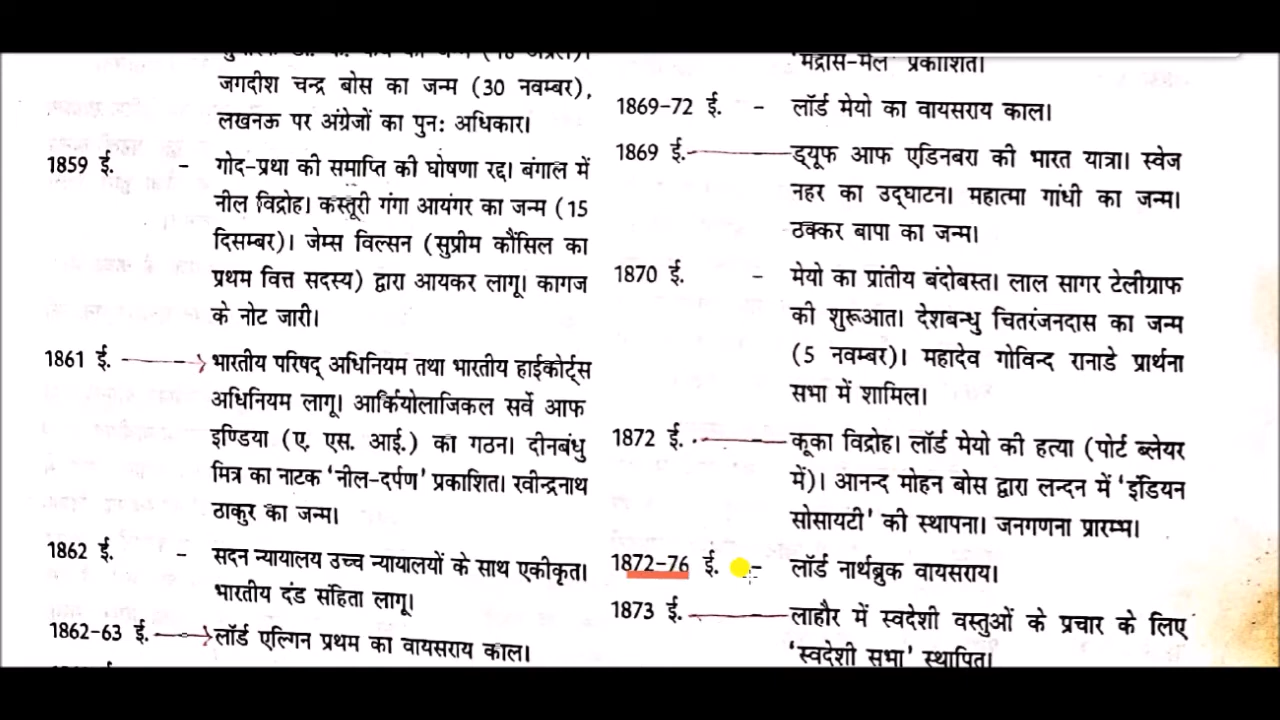 जगदीश चन्द्र बोस का जन्म (30 नवम्बर),
लखनऊ पर अंग्रेजों का पुन: अधिकार।
1859 ई. - गोद-प्रथा की समाप्ति की घोषणा रद्द। बंगाल में
नील विद्रोह। कस्तूरी गंगा आयंगर का जन्म (15
दिसम्बर)। जेम्स विल्सन (सुप्रीम कौंसिल का
प्रथम वित्त सदस्य) द्वारा आयकर लागू। कागज
के नोट जारी।
1861 ई. - भारतीय परिषद् अधिनियम तथा भारतीय हाईकोर्ट्स
अधिनियम लागू। आर्कियोलाजिकल सर्वे आफ
इण्डिया (ए. एस. आई.) का गठन। दीनबंधु
मित्र का नाटक ‘नील-दर्पण’ प्रकाशित। रवीन्द्रनाथ
ठाकुर का जन्म।
1862 ई. - सदन न्यायालय उच्च न्यायालयों के साथ एकीकृत।
भारतीय दंड संहिता लागू।
1862-63 ई. - लॉर्ड एल्गिन प्रथम का वायसराय काल।
‘मद्रास-मेल’ प्रकाशित।
1869-72 ई. - लॉर्ड मेयो का वायसराय काल।
1869 ई. - ड्यूफ आफ एडिनबरा की भारत यात्रा। स्वेज
नहर का उद्घाटन। महात्मा गांधी का जन्म।
ठक्कर बापा का जन्म।
1870 ई. - मेयो का प्रांतीय बंदोबस्त। लाल सागर टेलीग्राफ
की शुरूआत। देशबन्धु चितरंजनदास का जन्म
(5 नवम्बर)। महादेव गोविन्द रानाडे प्रार्थना
सभा में शामिल।
1872 ई. - कूका विद्रोह। लॉर्ड मेयो की हत्या (पोर्ट ब्लेयर
में)। आनन्द मोहन बोस द्वारा लन्दन में ‘इंडियन
सोसायटी’ की स्थापना। जनगणना प्रारम्भ।
1872-76 ई. - लॉर्ड नार्थब्रुक वायसराय।
1873 ई. - लाहौर में स्वदेशी वस्तुओं के प्रचार के लिए
‘स्वदेशी सभा’ स्थापित।